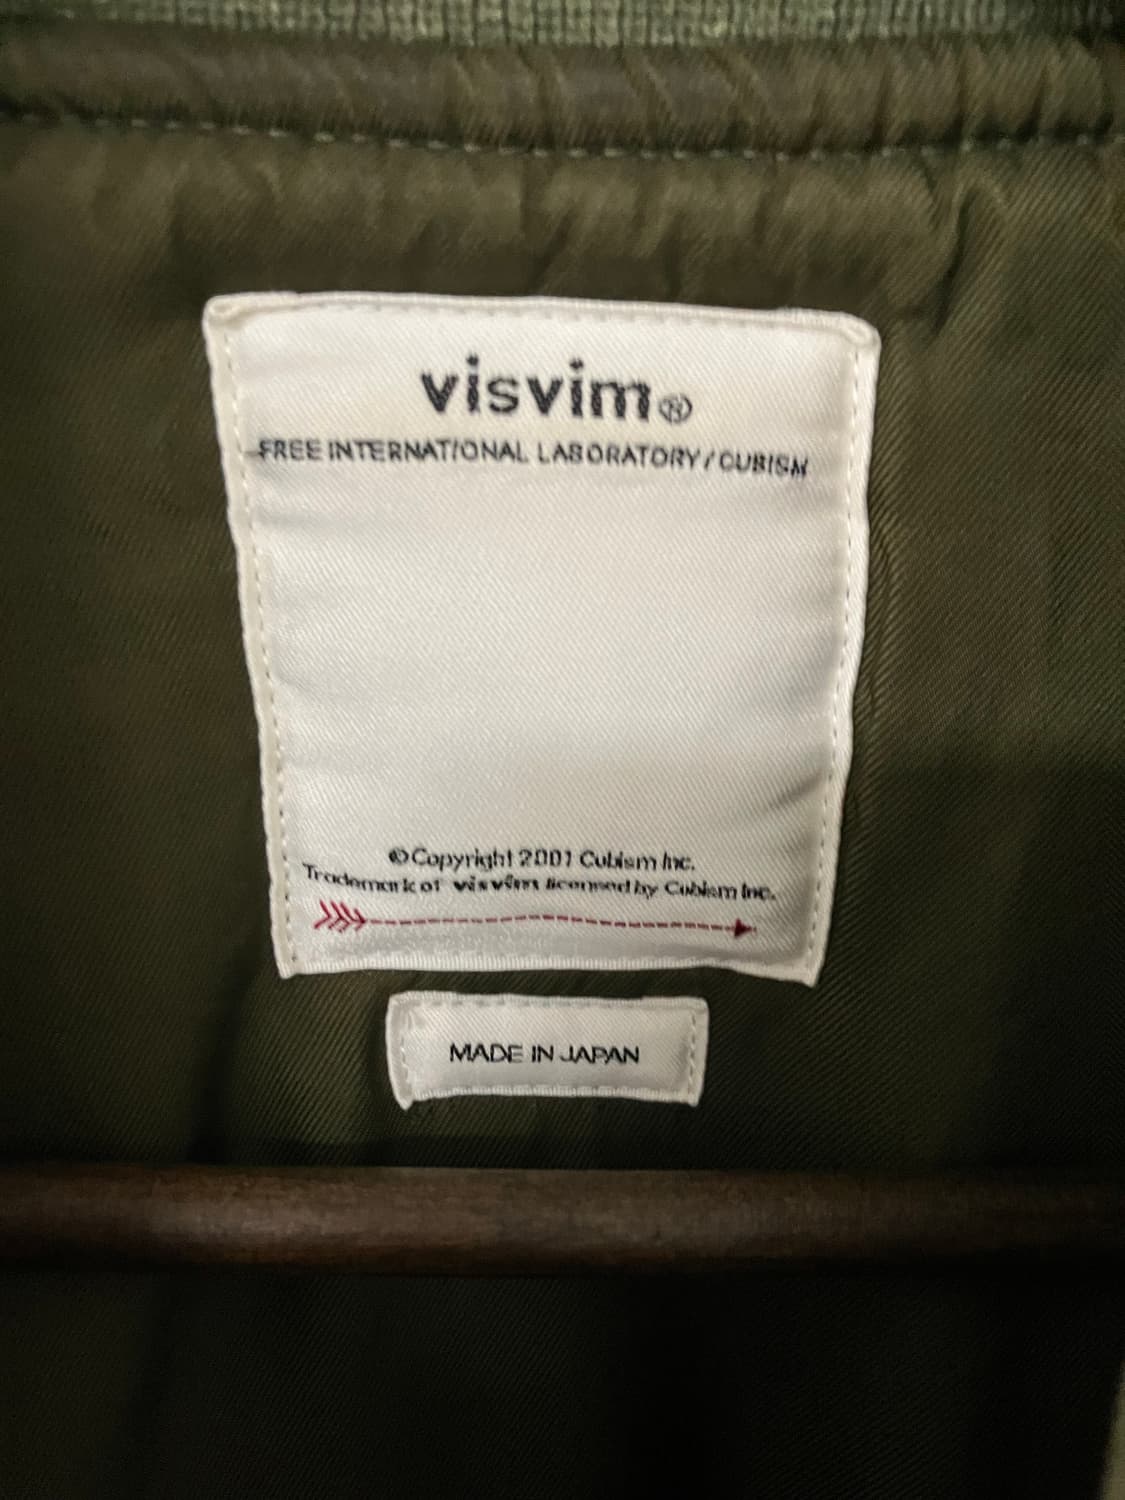 visvim®
FREE INTERNATIONAL LABORATORY / CUBISM
©Copyright 2001 Cubism Inc.
Trademark of visvim licensed by Cubism Inc.
MADE IN JAPAN